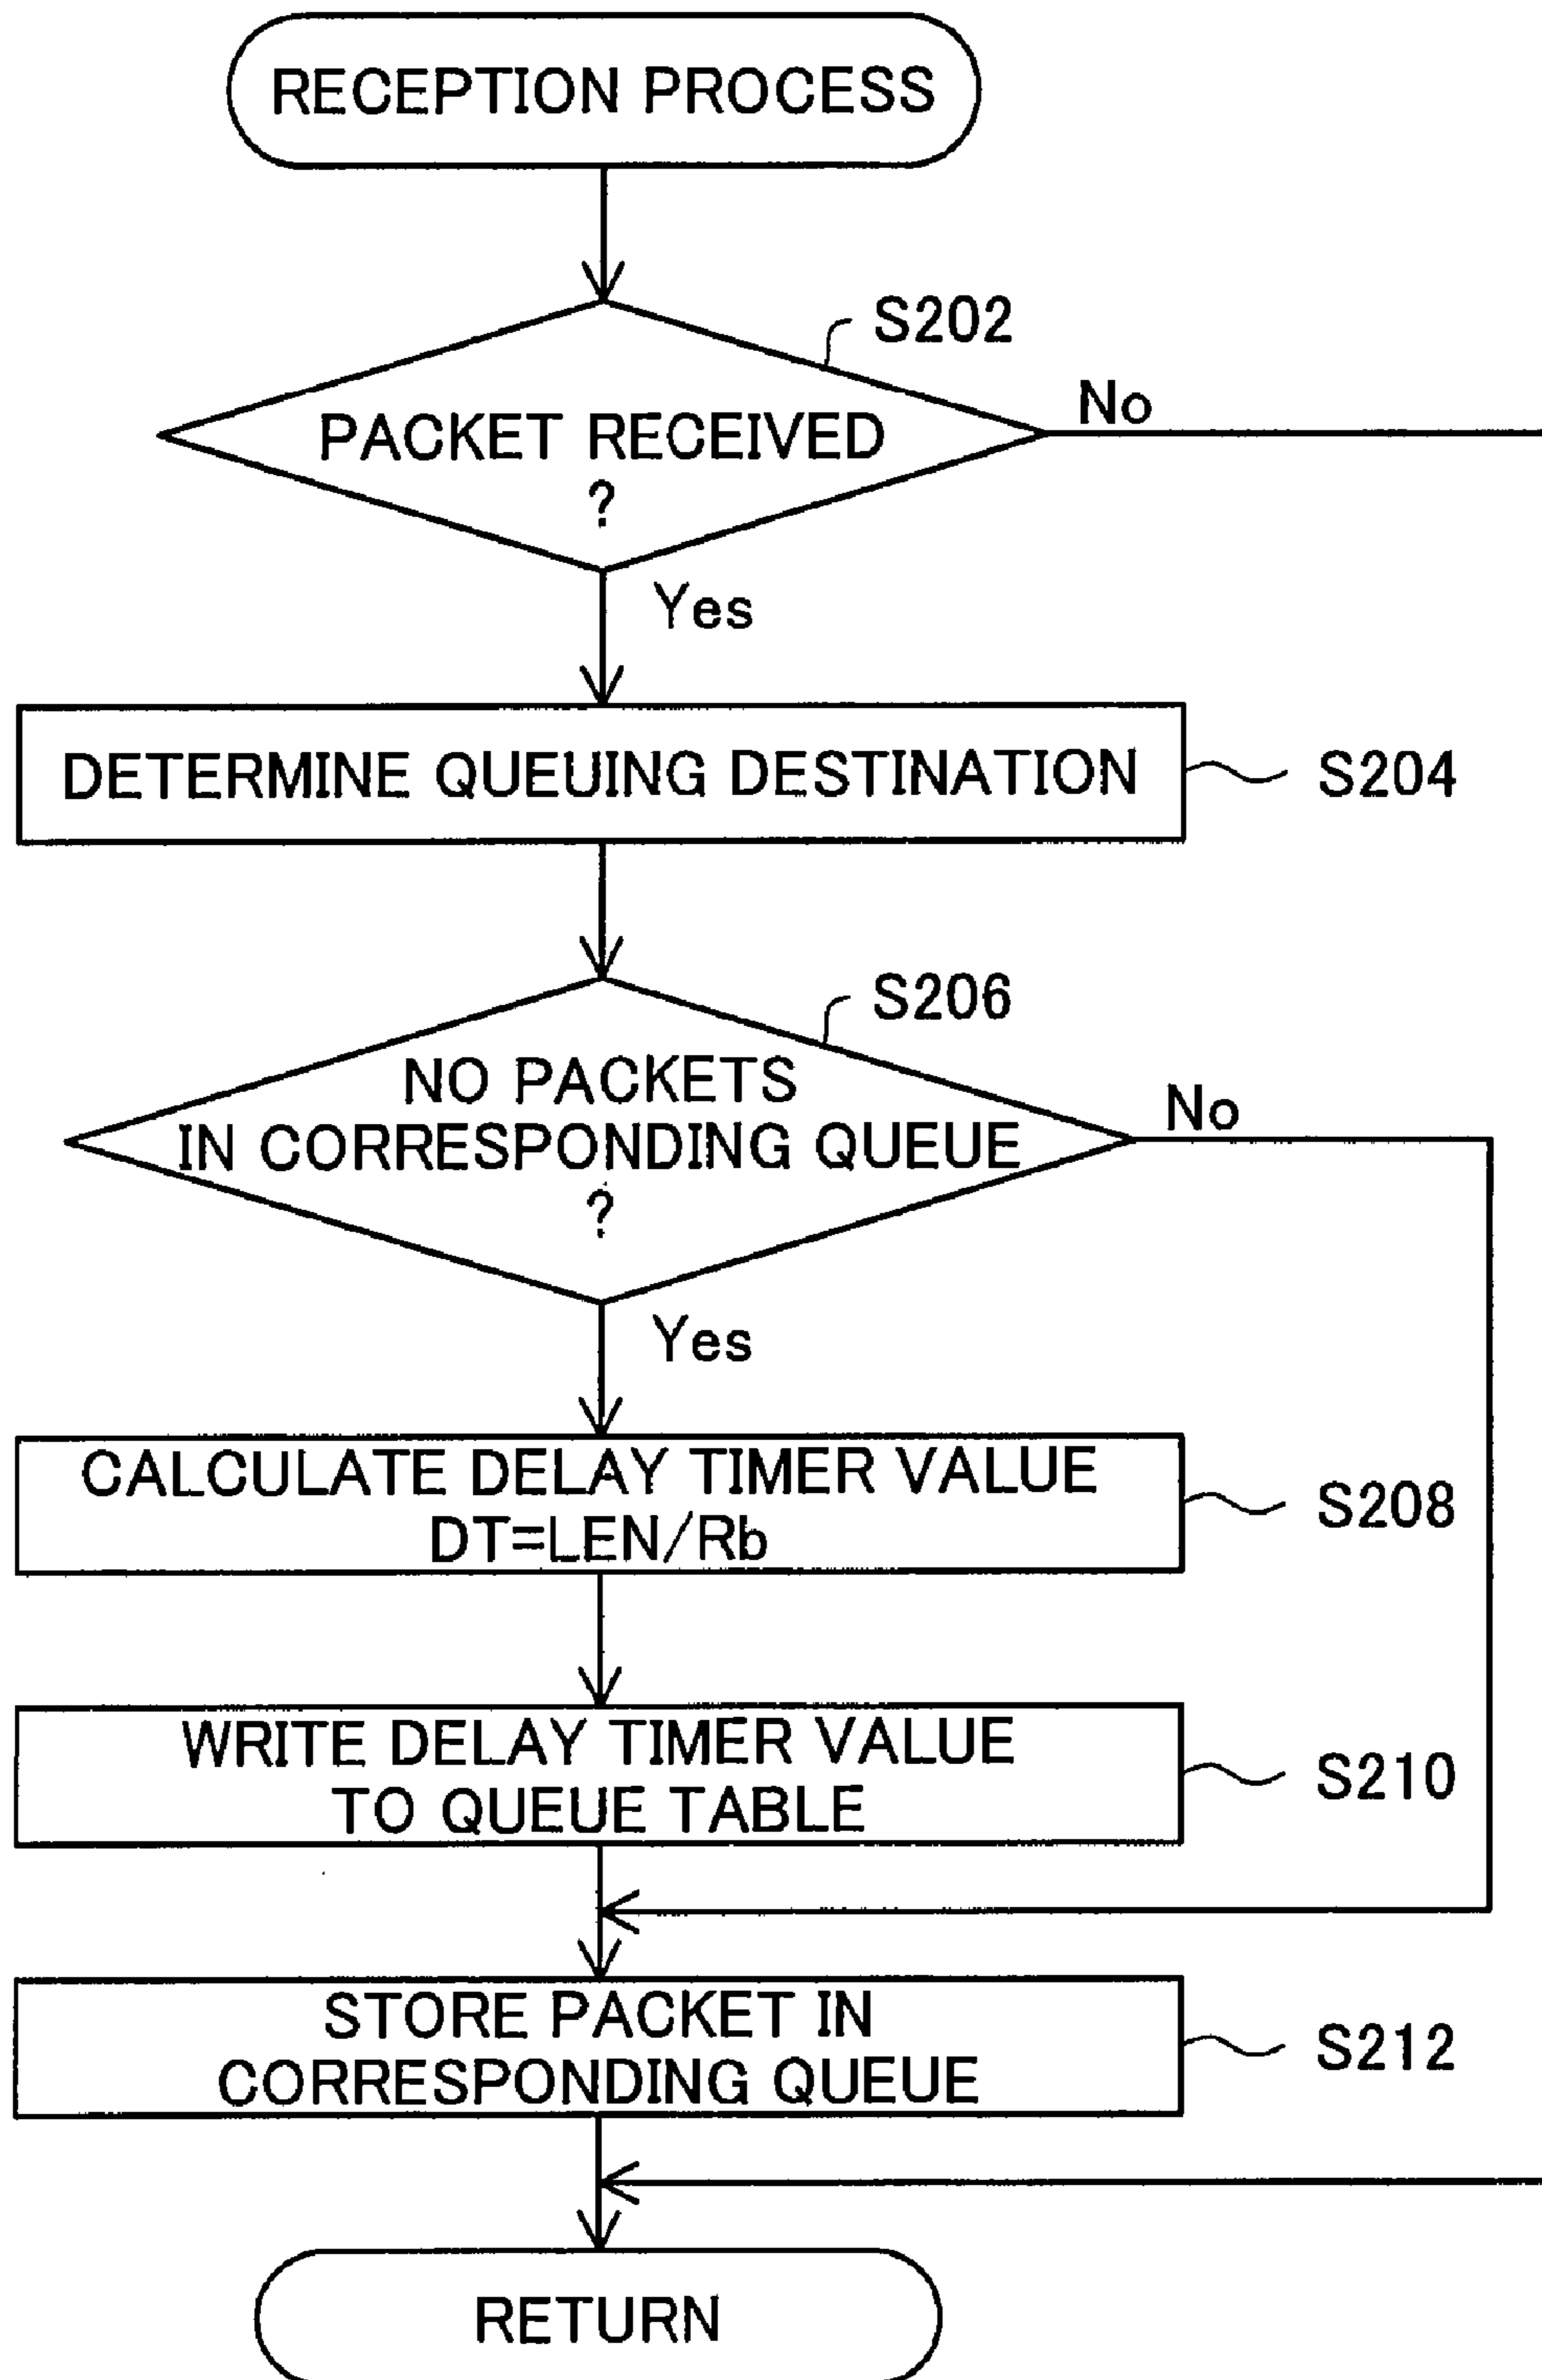 RECEPTION PROCESS
S202
No
PACKET RECEIVED
?
Yes
DETERMINE QUEUING DESTINATION
S204
S206
NO PACKETS
No
IN CORRESPONDING QUEUE
?
Yes
CALCULATE DELAY TIMER VALUE
DT=LEN/Rb
S208
WRITE DELAY TIMER VALUE
TO QUEUE TABLE
S210
STORE PACKET IN
CORRESPONDING QUEUE
S212
RETURN